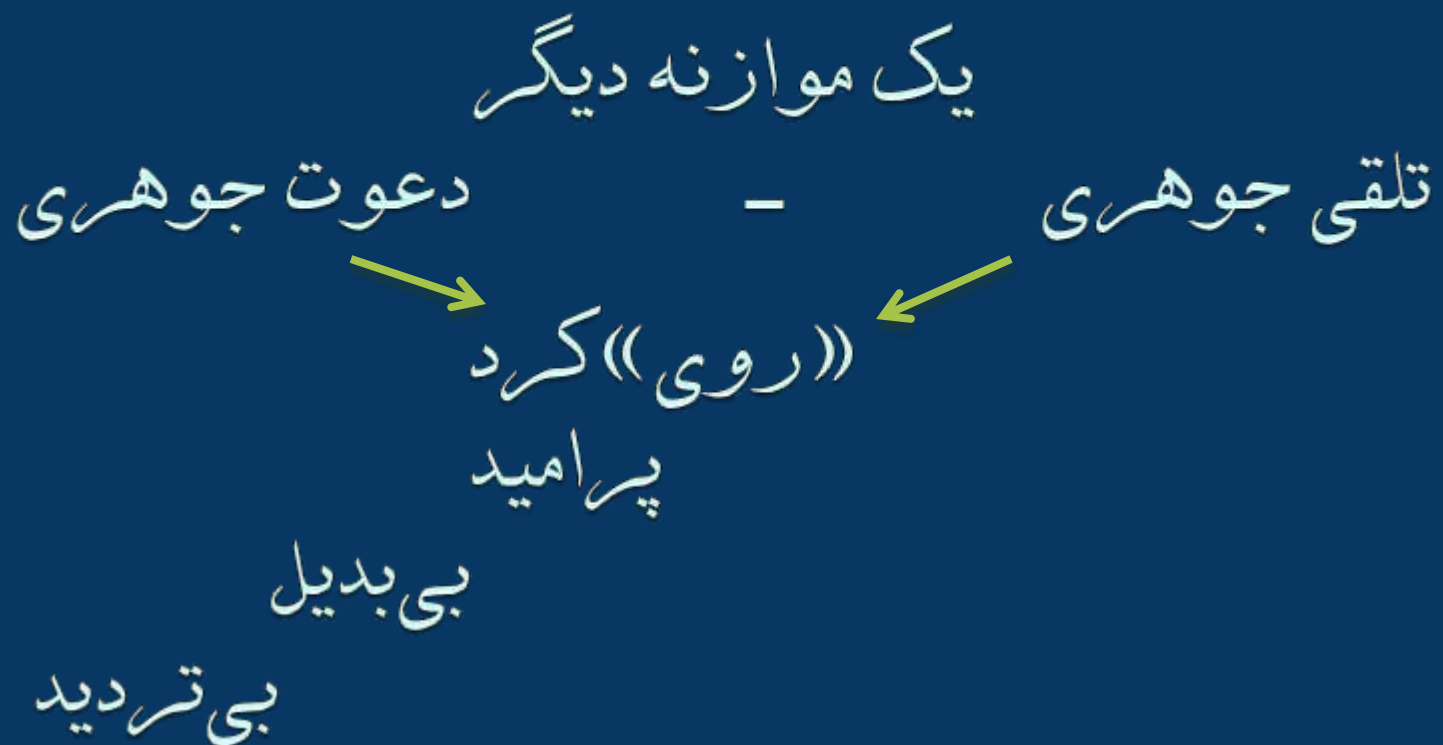 یک موازنه دیگر
تلقی جوهری - دعوت جوهری
((روی))کرد
پرامید
بی‌بدیل
بی‌تردید